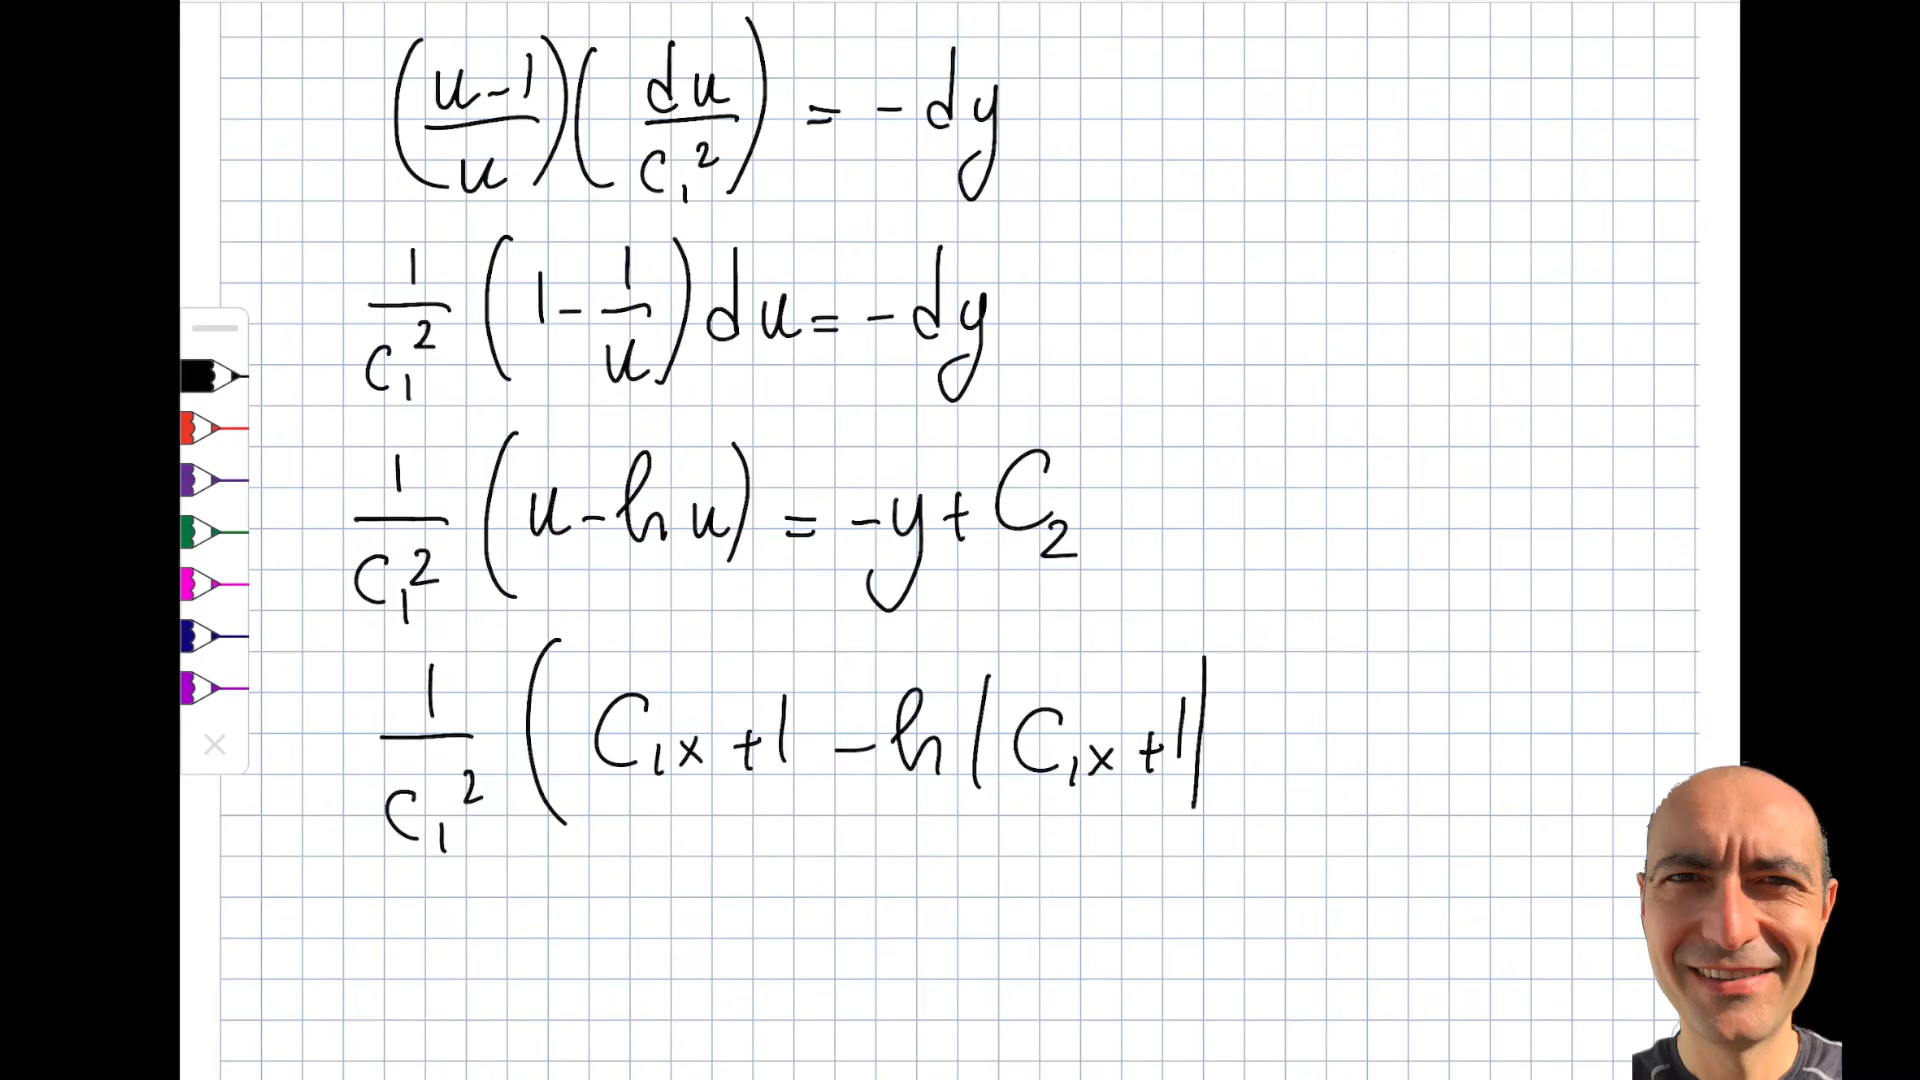 (u-1/u)(du/c₁²) = -dy
1/c₁² (1 - 1/u) du = -dy
1/c₁² (u - ln u) = -y + C₂
1/c₁² (C₁x + 1 - ln|C₁x + 1|